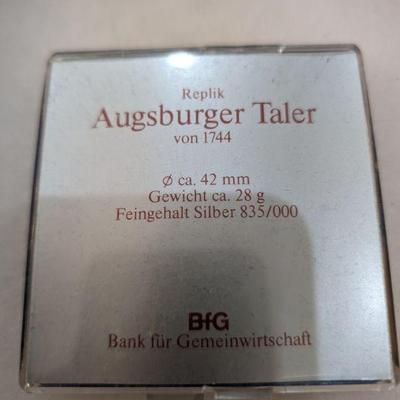 Replik
Augsburger Taler
von 1744
Ø ca. 42 mm
Gewicht ca. 28 g
Feingehalt Silber 835/000
BfG
Bank für Gemeinwirtschaft